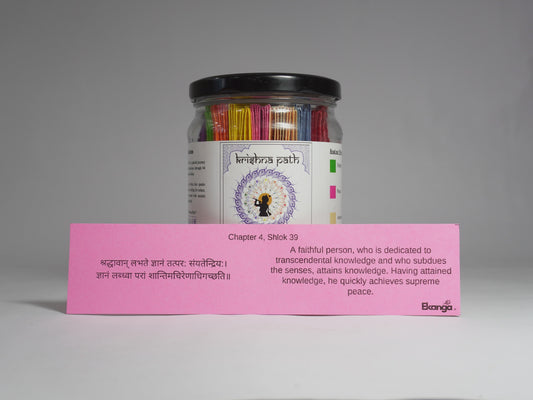 krishna path
Chapter 4, Shlok 39
श्रद्धावान् लभते ज्ञानं तत्पर: संयतेन्द्रिय:।
ज्ञानं लब्ध्वा परां शान्तिमचिरेणाधिगच्छति॥
A faithful person, who is dedicated to
transcendental knowledge and who subdues
the senses, attains knowledge. Having attained
knowledge, he quickly achieves supreme
peace.
Ekanga